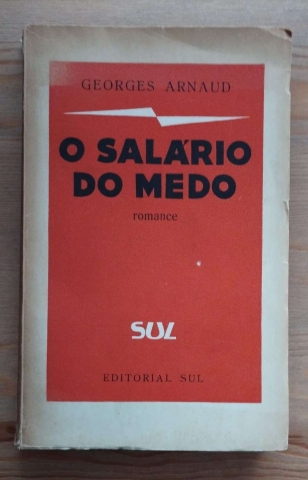 GEORGES ARNAUD
O SALÁRIO
DO MEDO
romance
SUL
EDITORIAL SUL